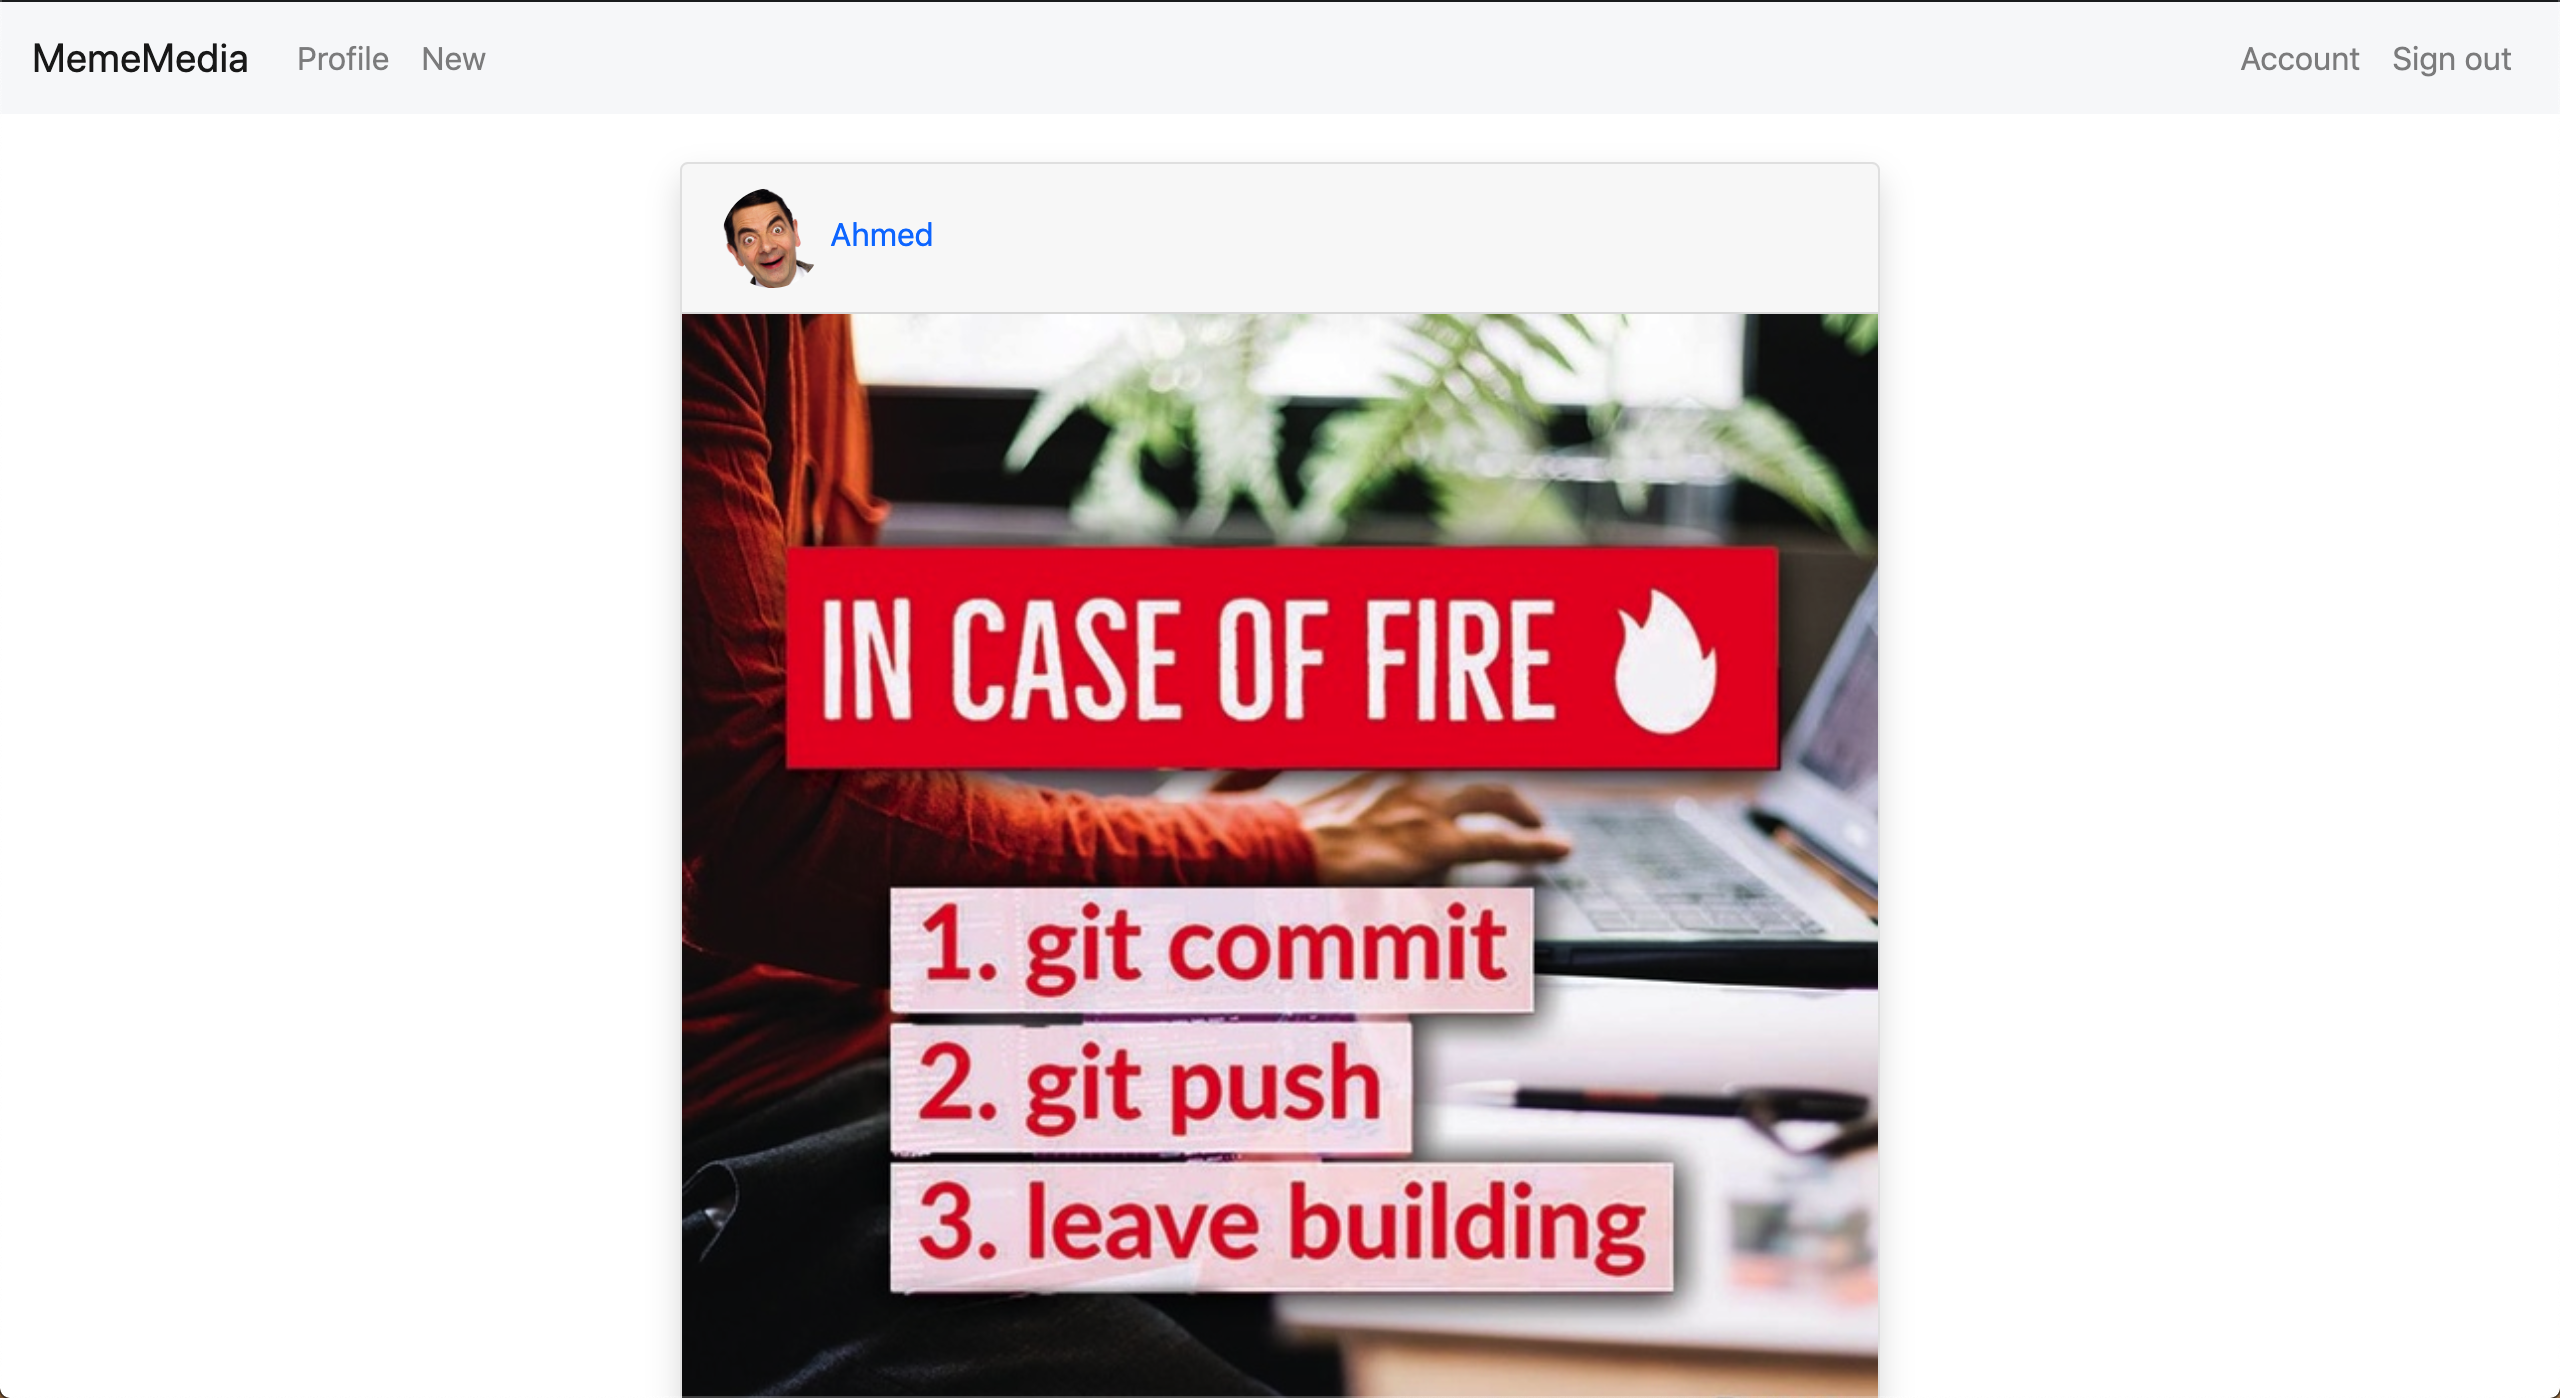 MemeMedia Profile New Account Sign out
Ahmed
IN CASE OF FIRE
1. git commit
2. git push
3. leave building